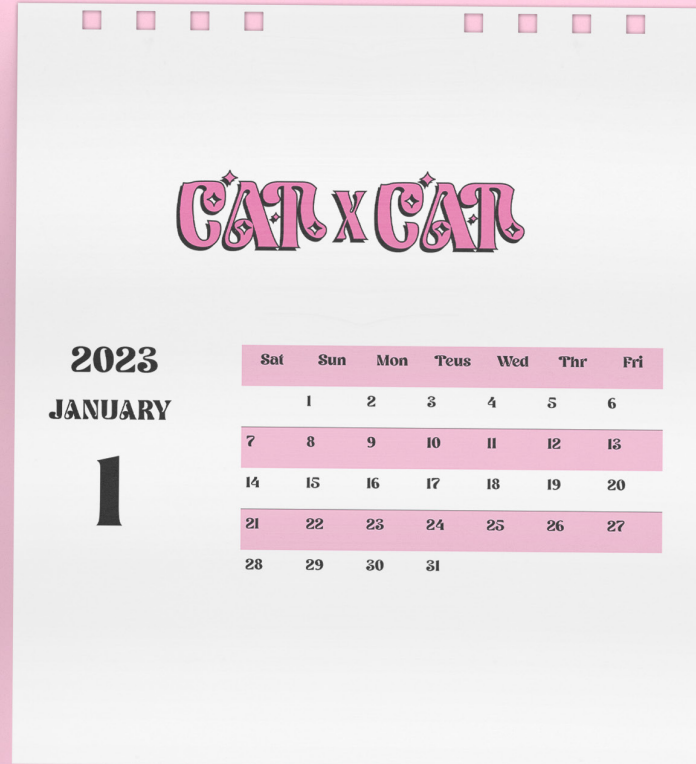 CAT X CAT
2023
JANUARY
1
Sat Sun Mon Teus Wed Thr Fri
1 2 3 4 5 6
7 8 9 10 11 12 13
14 15 16 17 18 19 20
21 22 23 24 25 26 27
28 29 30 31